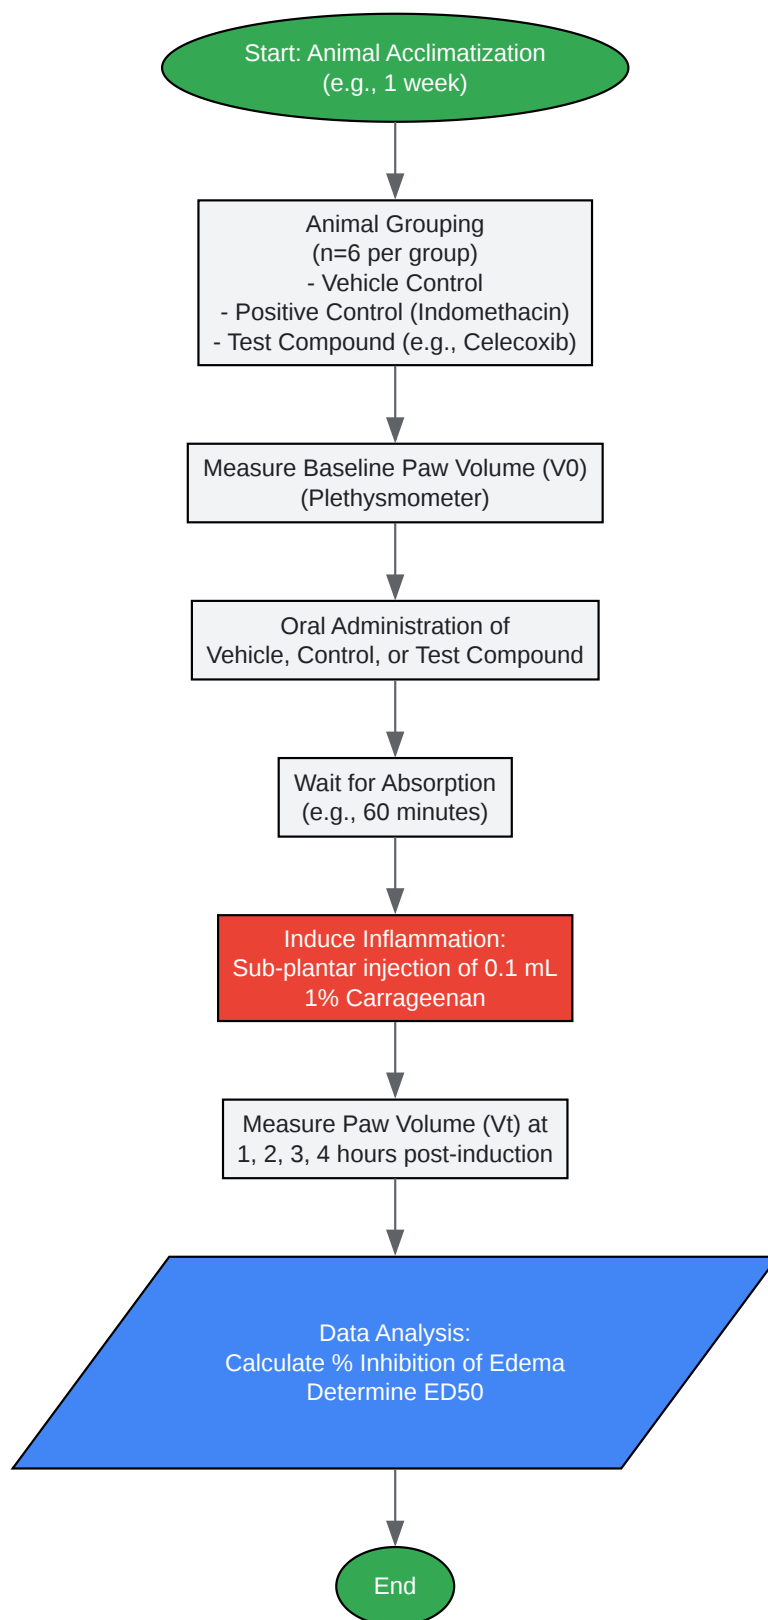 Start: Animal Acclimatization
(e.g., 1 week)
Animal Grouping
(n=6 per group)
- Vehicle Control
- Positive Control (Indomethacin)
- Test Compound (e.g., Celecoxib)
Measure Baseline Paw Volume (V0)
(Plethysmometer)
Oral Administration of
Vehicle, Control, or Test Compound
Wait for Absorption
(e.g., 60 minutes)
Induce Inflammation:
Sub-plantar injection of 0.1 mL
1% Carrageenan
Measure Paw Volume (Vt) at
1, 2, 3, 4 hours post-induction
Data Analysis:
Calculate % Inhibition of Edema
Determine ED50
End